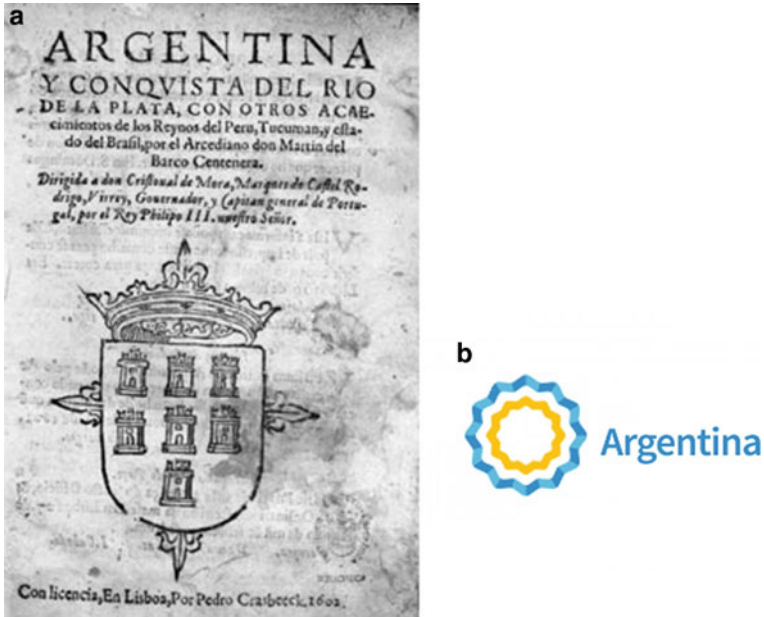 a
ARGENTINA
Y CONQVISTA DEL RIO
DE LA PLATA, CON OTROS ACAE-
cimientos de los Reynos del Peru, Tucuman, y esta-
do del Brasil, por el Arcediano don Martin del
Barco Centenera.
Dirigida a don Cristoual de Mora, Marques de Castel Ro-
drigo, Virrey, Gouernador, y Capitan general de Portu-
gal, por el Rey Philipo III. nuestro Señor.
Con licencia, En Lisboa, Por Pedro Crasbeeck. 1602.
b
Argentina